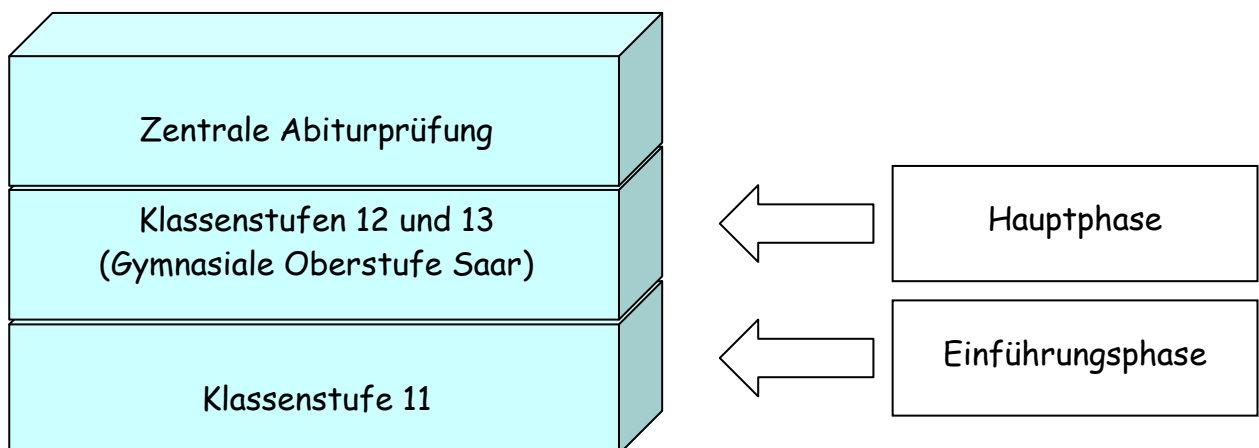 Zentrale Abiturprüfung
Klassenstufen 12 und 13
(Gymnasiale Oberstufe Saar)
Hauptphase
Klassenstufe 11
Einführungsphase